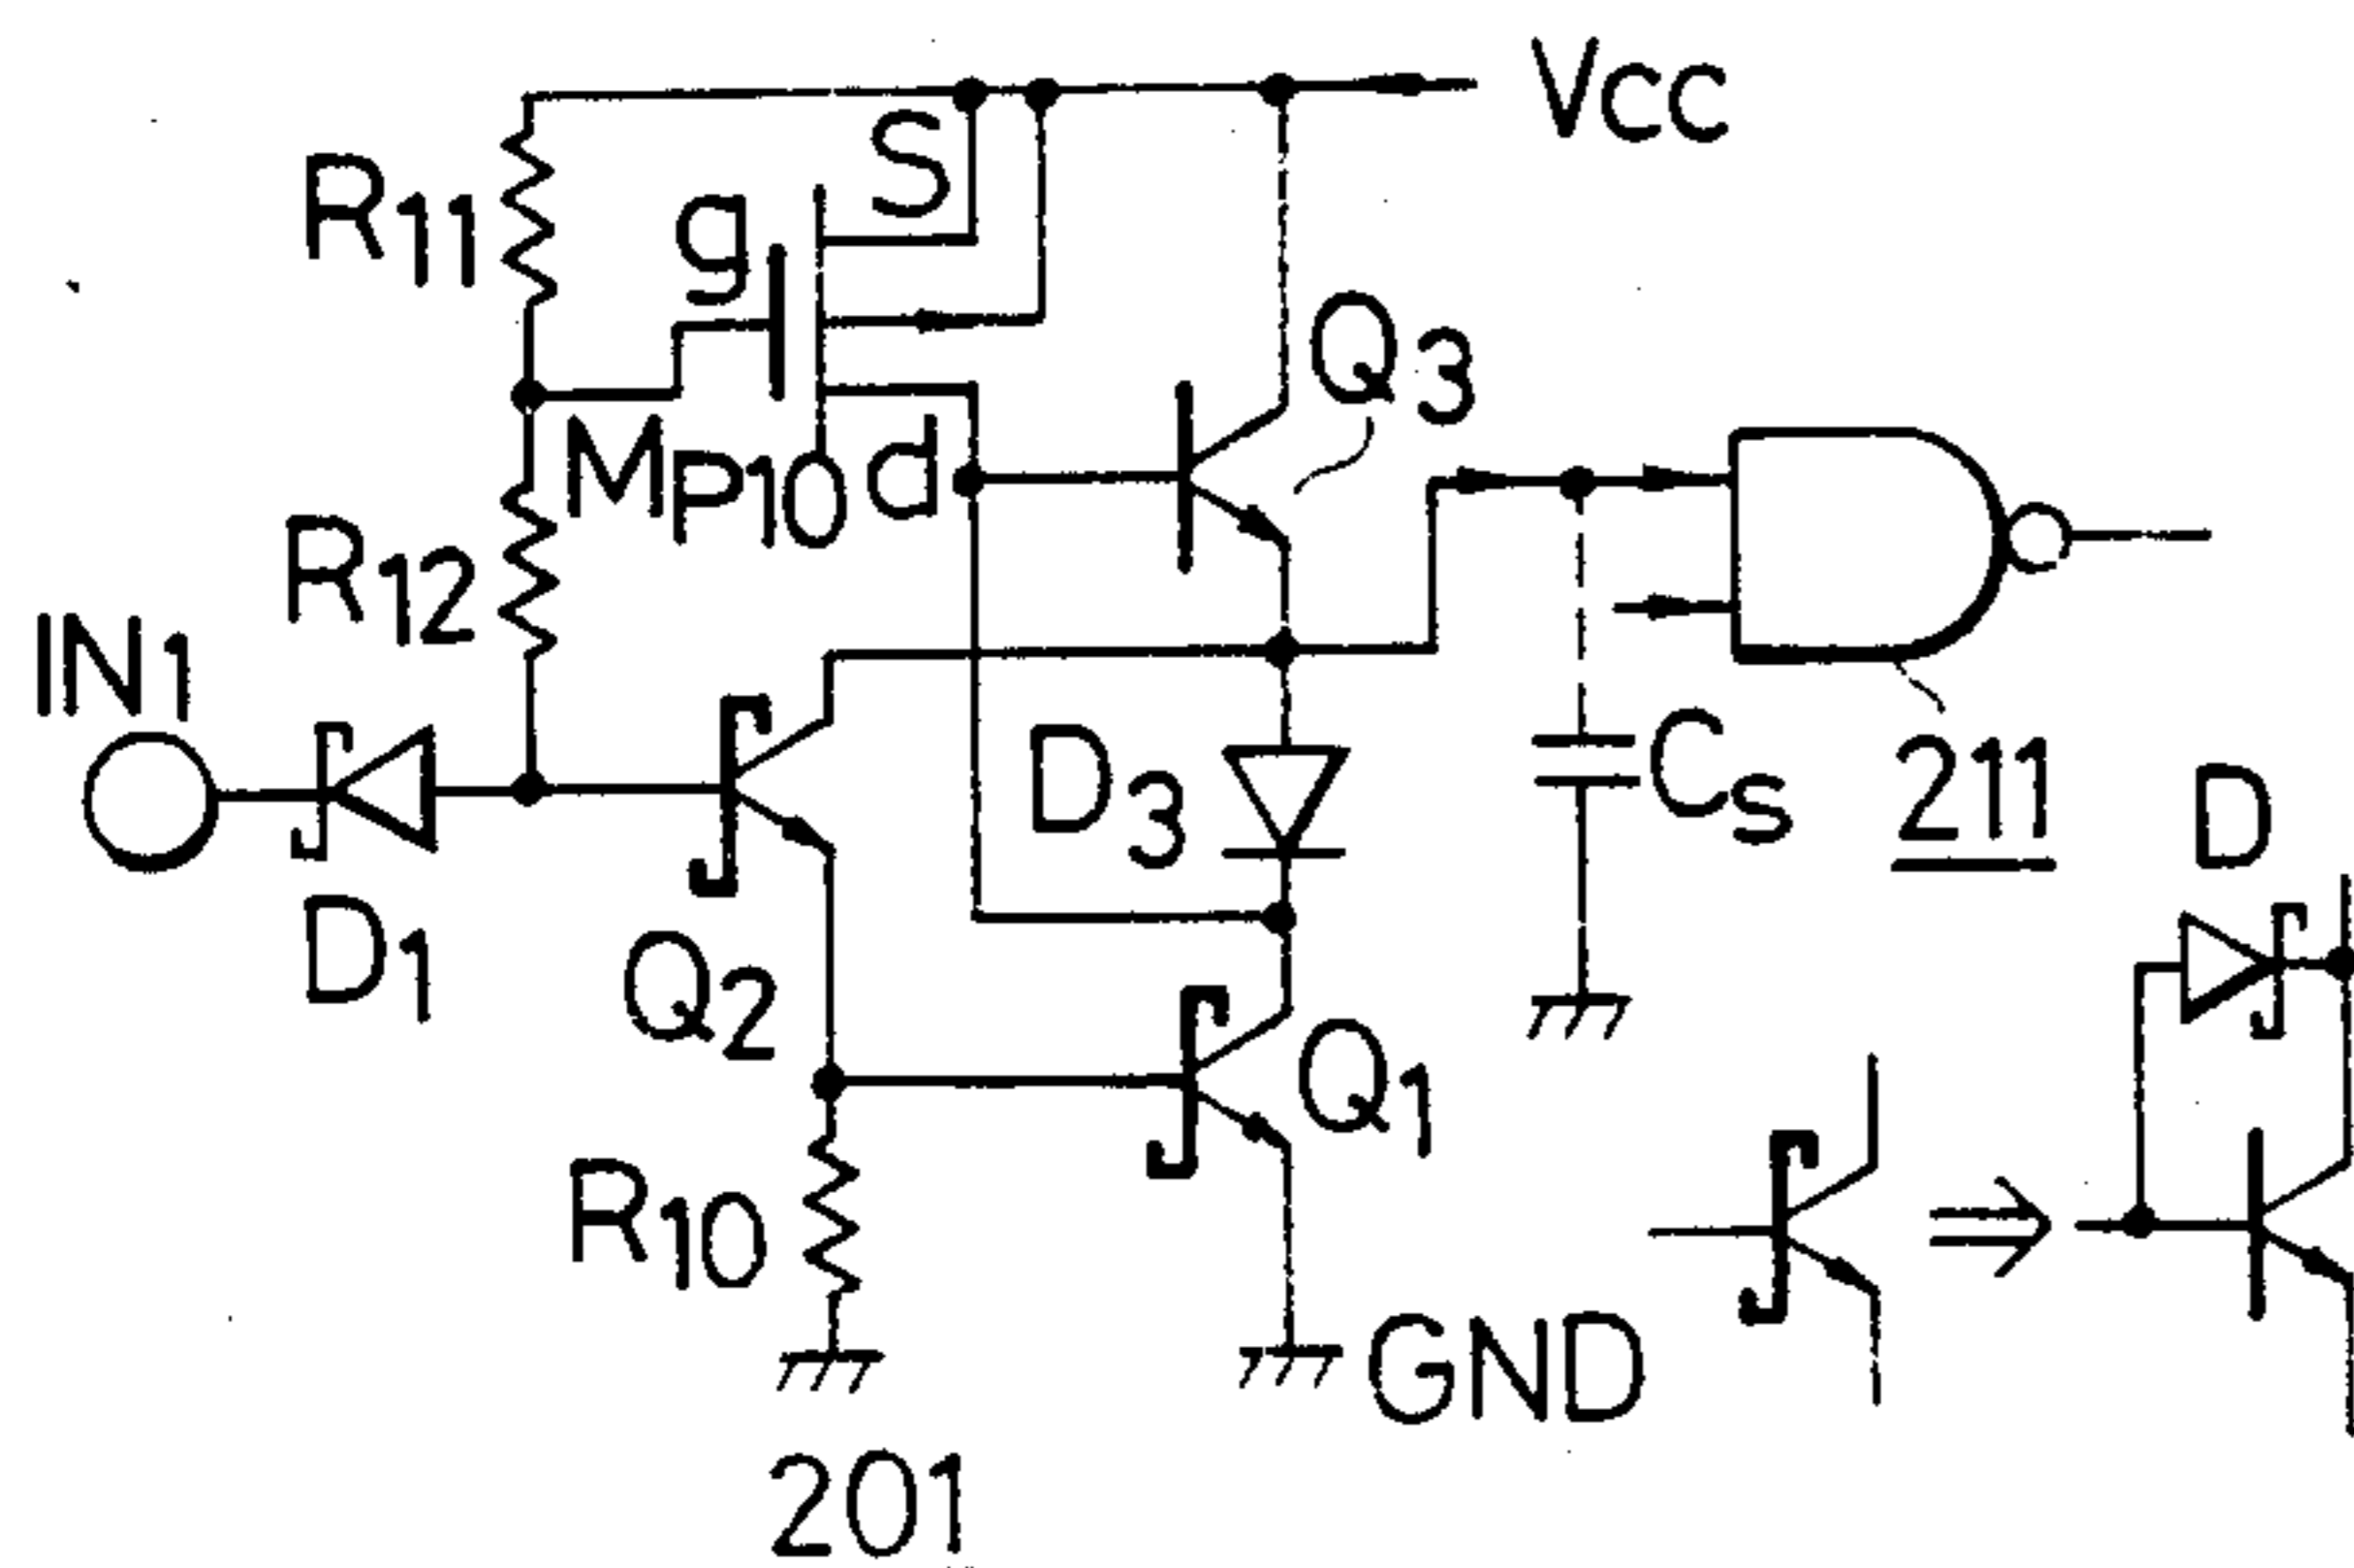 VCC
S
R11
g
Q3
MP10
d
R12
IN1
D3
CS
211
D
D1
Q2
Q1
R10
GND
201